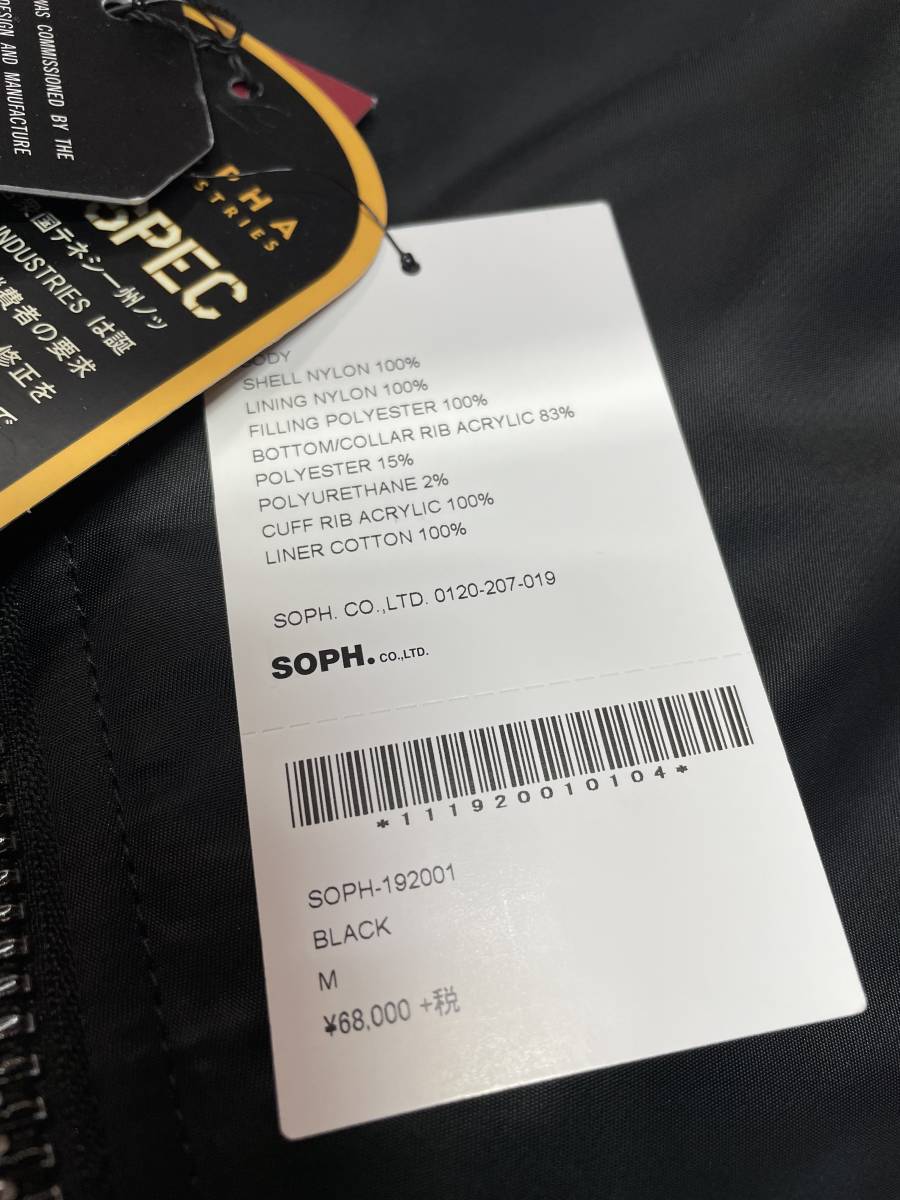 WAS COMMISSIONED BY THE
DESIGN AND MANUFACTURE
PHA
STRIES
SPEC
米国テネシー州ノッ
INDUSTRIES は誕
費者の要求
修正を
で
BODY
SHELL NYLON 100%
LINING NYLON 100%
FILLING POLYESTER 100%
BOTTOM/COLLAR RIB ACRYLIC 83%
POLYESTER 15%
POLYURETHANE 2%
CUFF RIB ACRYLIC 100%
LINER COTTON 100%
SOPH. CO.,LTD. 0120-207-019
SOPH. CO.,LTD.
*111920010104*
SOPH-192001
BLACK
M
¥68,000 +税